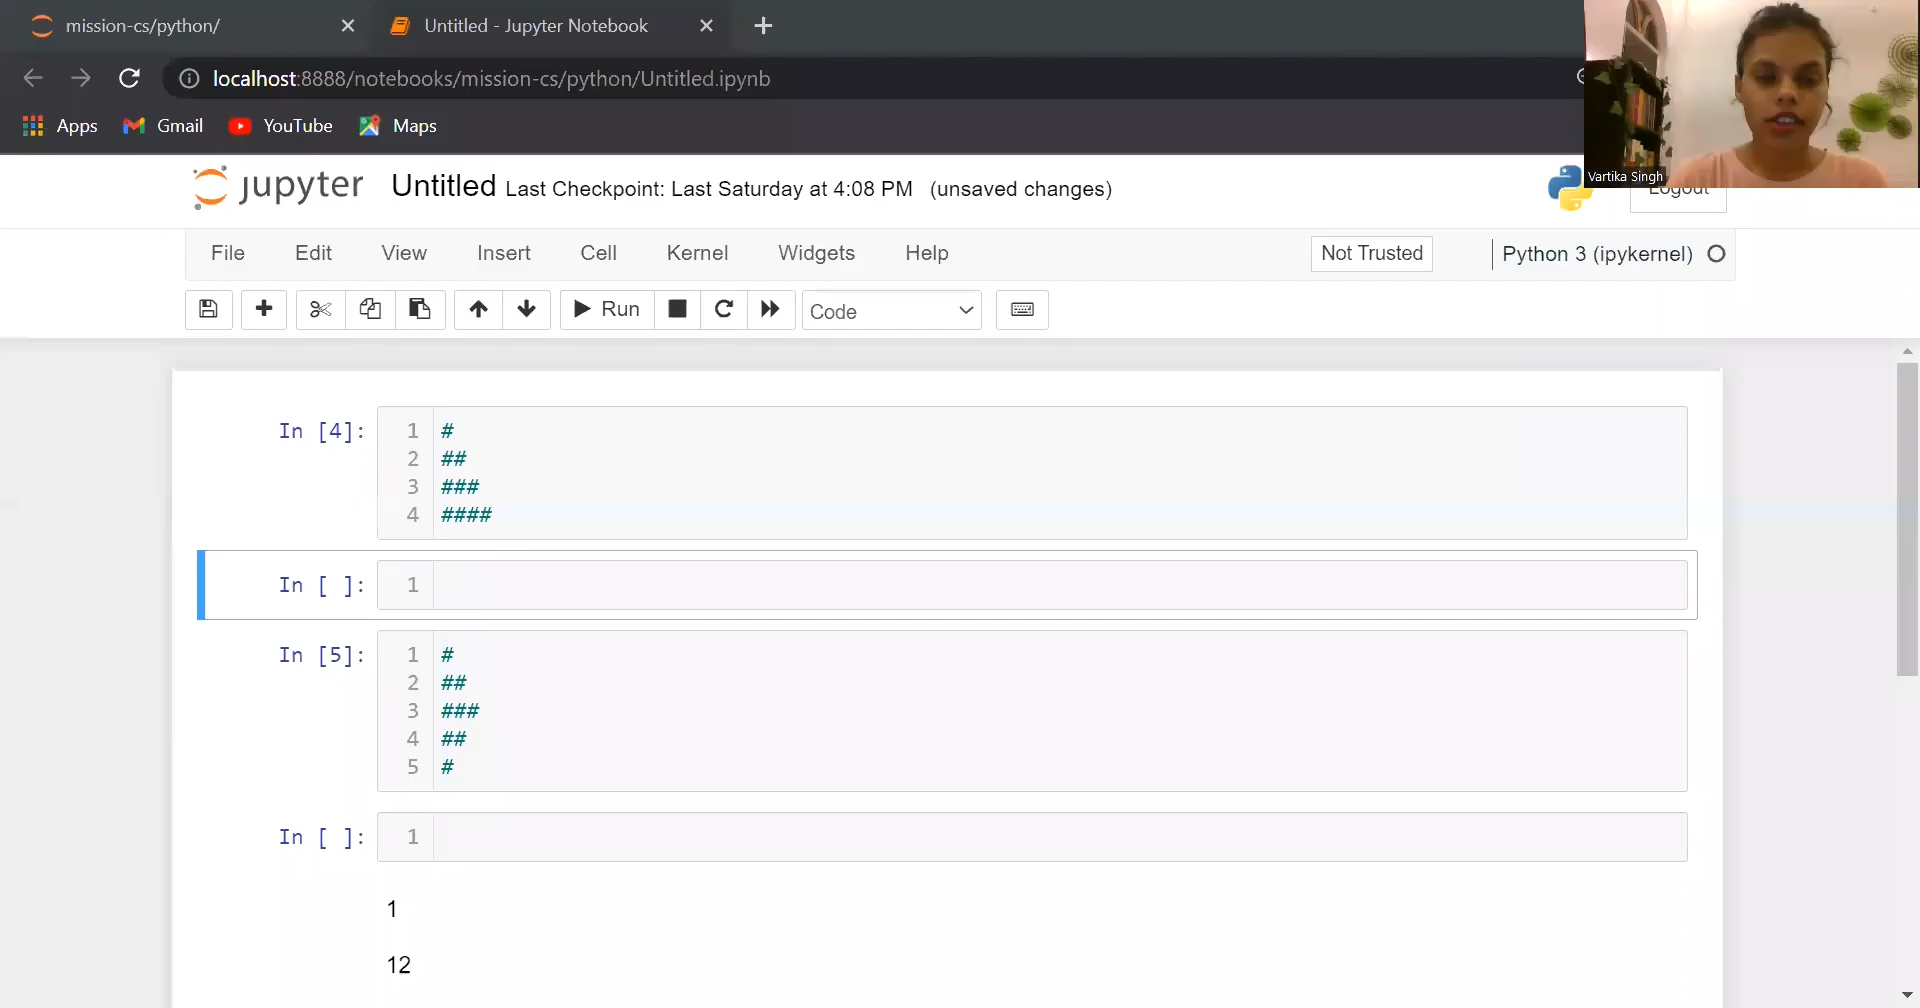 mission-cs/python/
Untitled - Jupyter Notebook
localhost:8888/notebooks/mission-cs/python/Untitled.ipynb
Apps Gmail YouTube Maps
Vartika Singh
jupyter Untitled Last Checkpoint: Last Saturday at 4:08 PM (unsaved changes)
Logout
File Edit View Insert Cell Kernel Widgets Help Not Trusted Python 3 (ipykernel)
Run Code
In [4]: 1 #
2 ##
3 ###
4 ####
In [ ]: 1
In [5]: 1 #
2 ##
3 ###
4 ##
5 #
In [ ]: 1
1
12